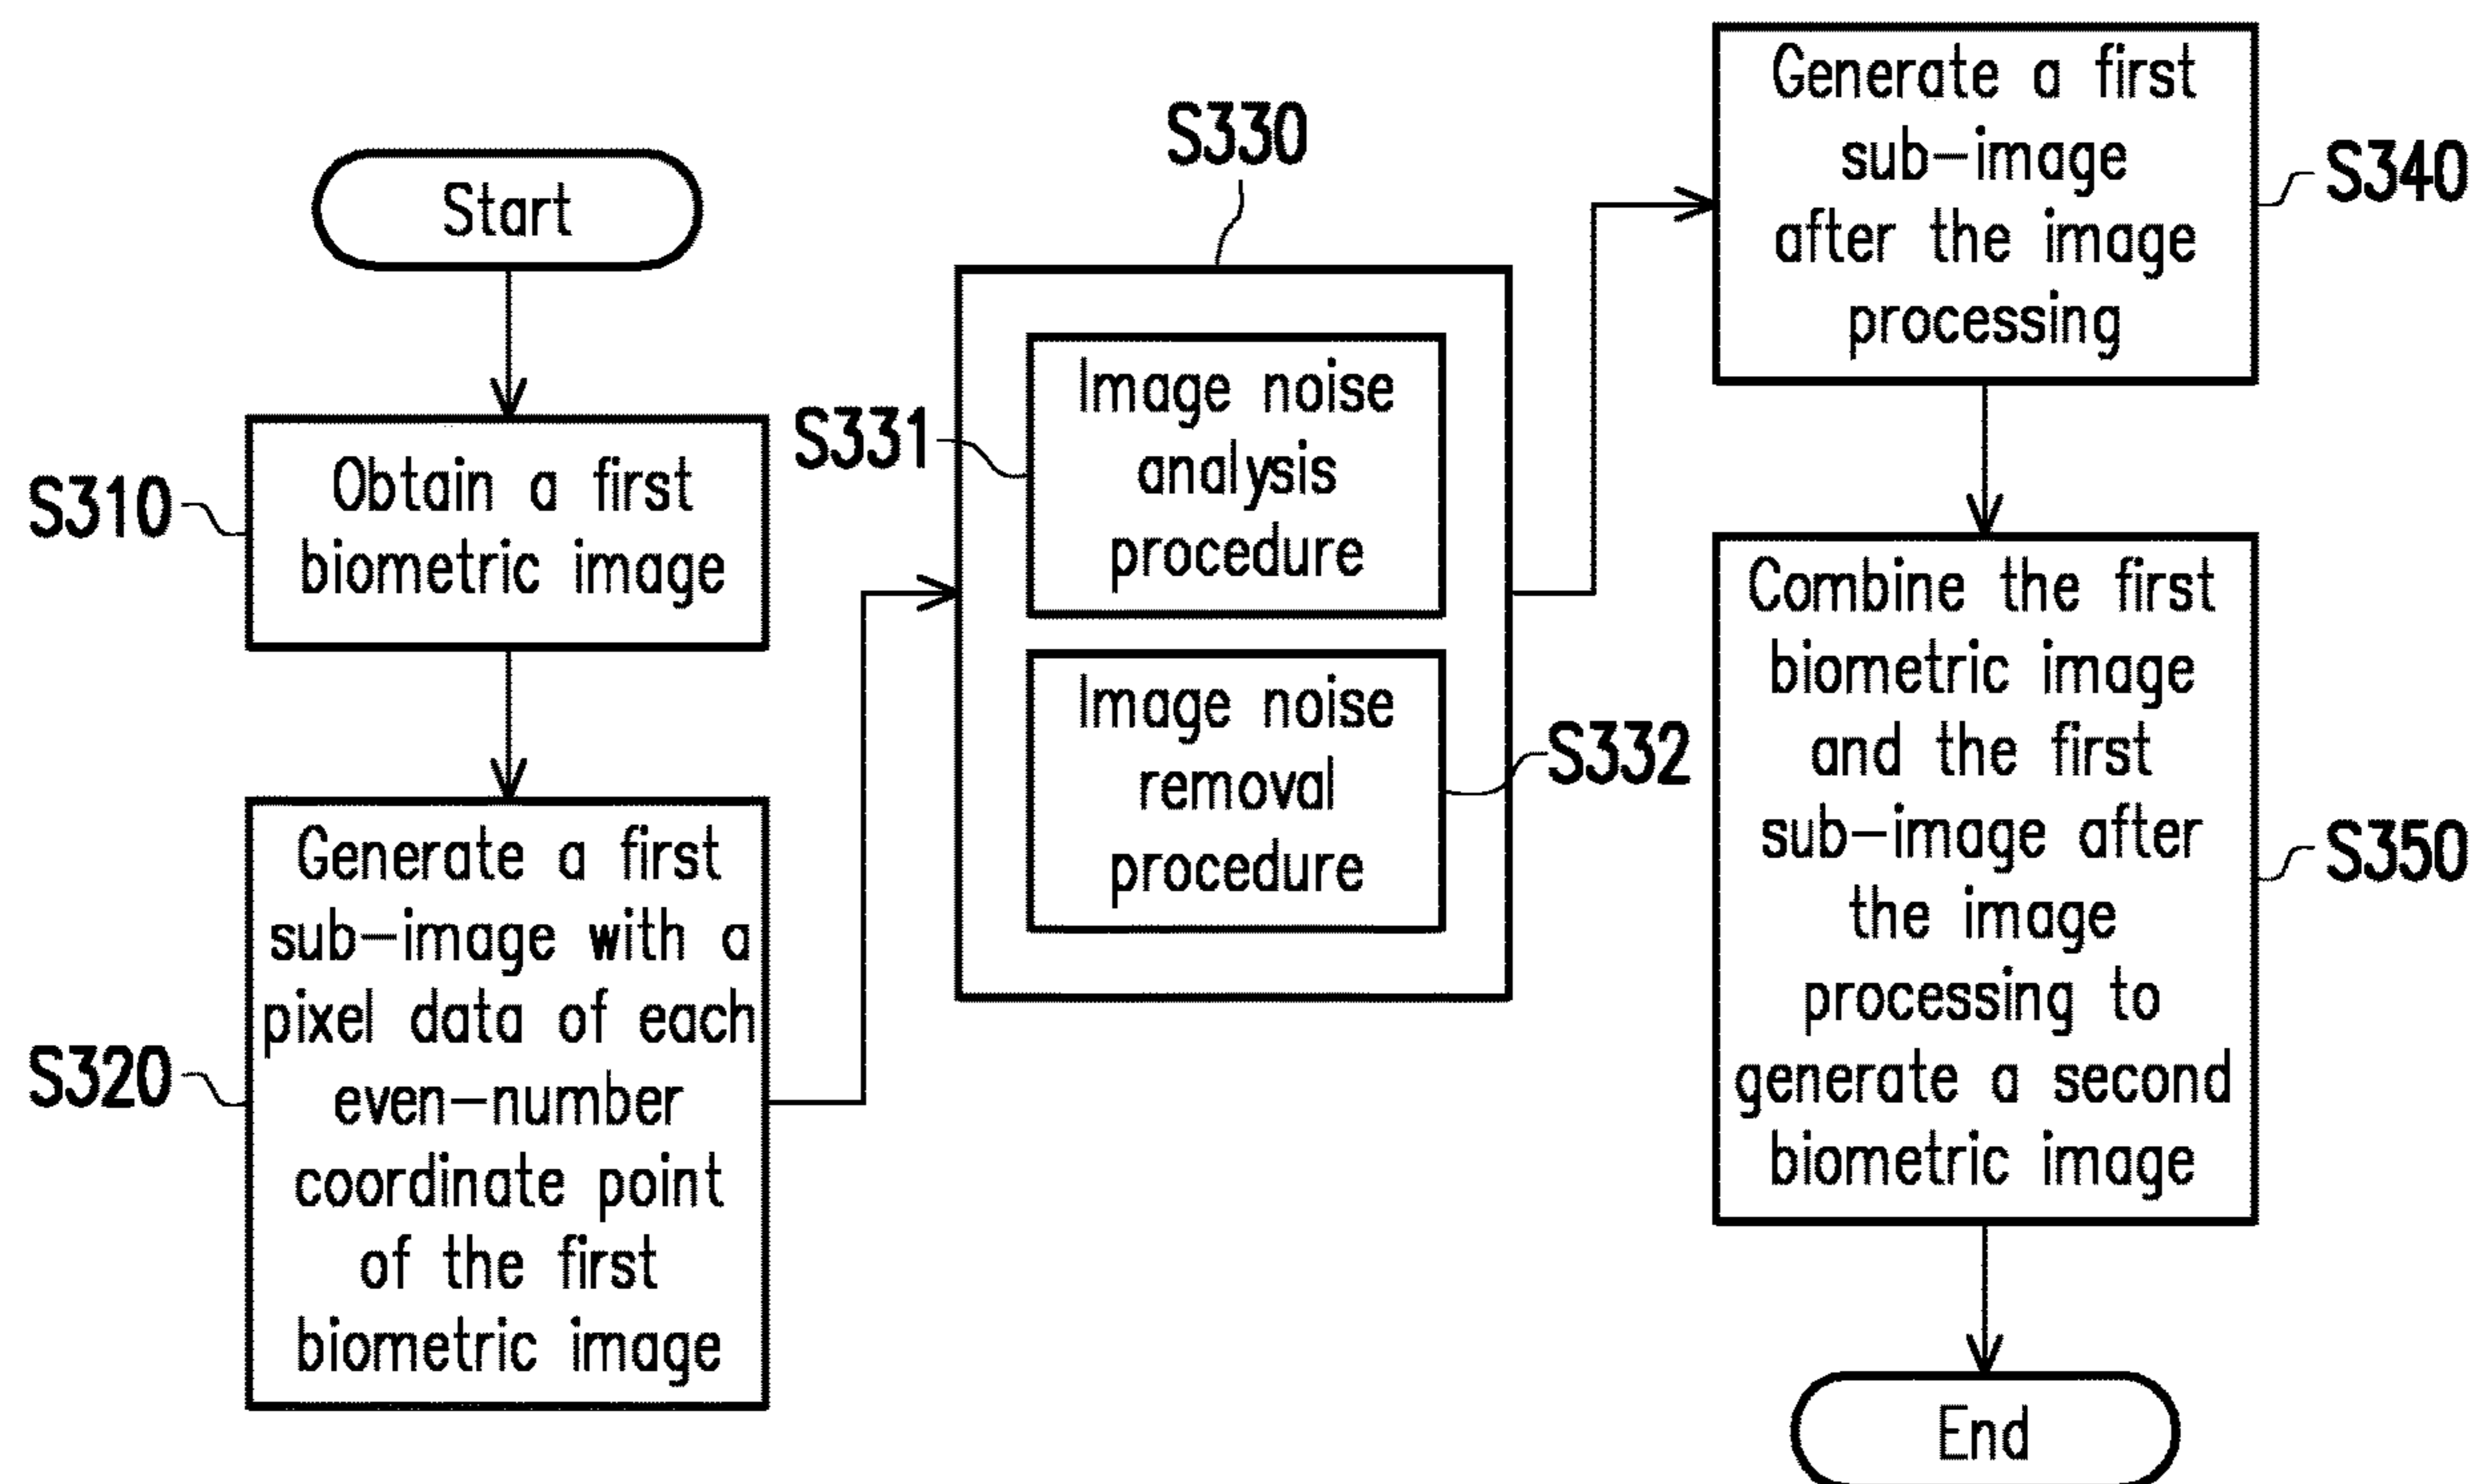 Start
S310
Obtain a first
biometric image
S320
Generate a first
sub-image with a
pixel data of each
even-number
coordinate point
of the first
biometric image
S330
S331
Image noise
analysis
procedure
Image noise
removal
procedure
S332
Generate a first
sub-image
after the image
processing
S340
Combine the first
biometric image
and the first
sub-image after
the image
processing to
generate a second
biometric image
S350
End